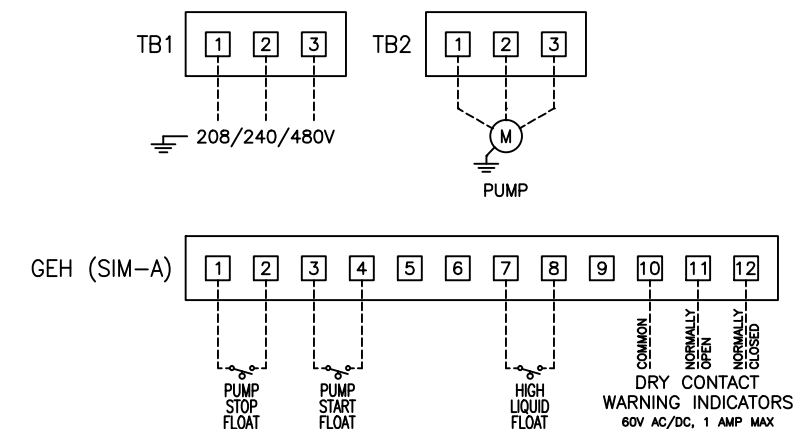 TB1 1 2 3
TB2 1 2 3
208/240/480V
M
PUMP
GEH (SIM-A) 1 2 3 4 5 6 7 8 9 10 11 12
PUMP
STOP
FLOAT
PUMP
START
FLOAT
HIGH
LIQUID
FLOAT
COMMON
NORMALLY
OPEN
NORMALLY
CLOSED
DRY CONTACT
WARNING INDICATORS
60V AC/DC, 1 AMP MAX